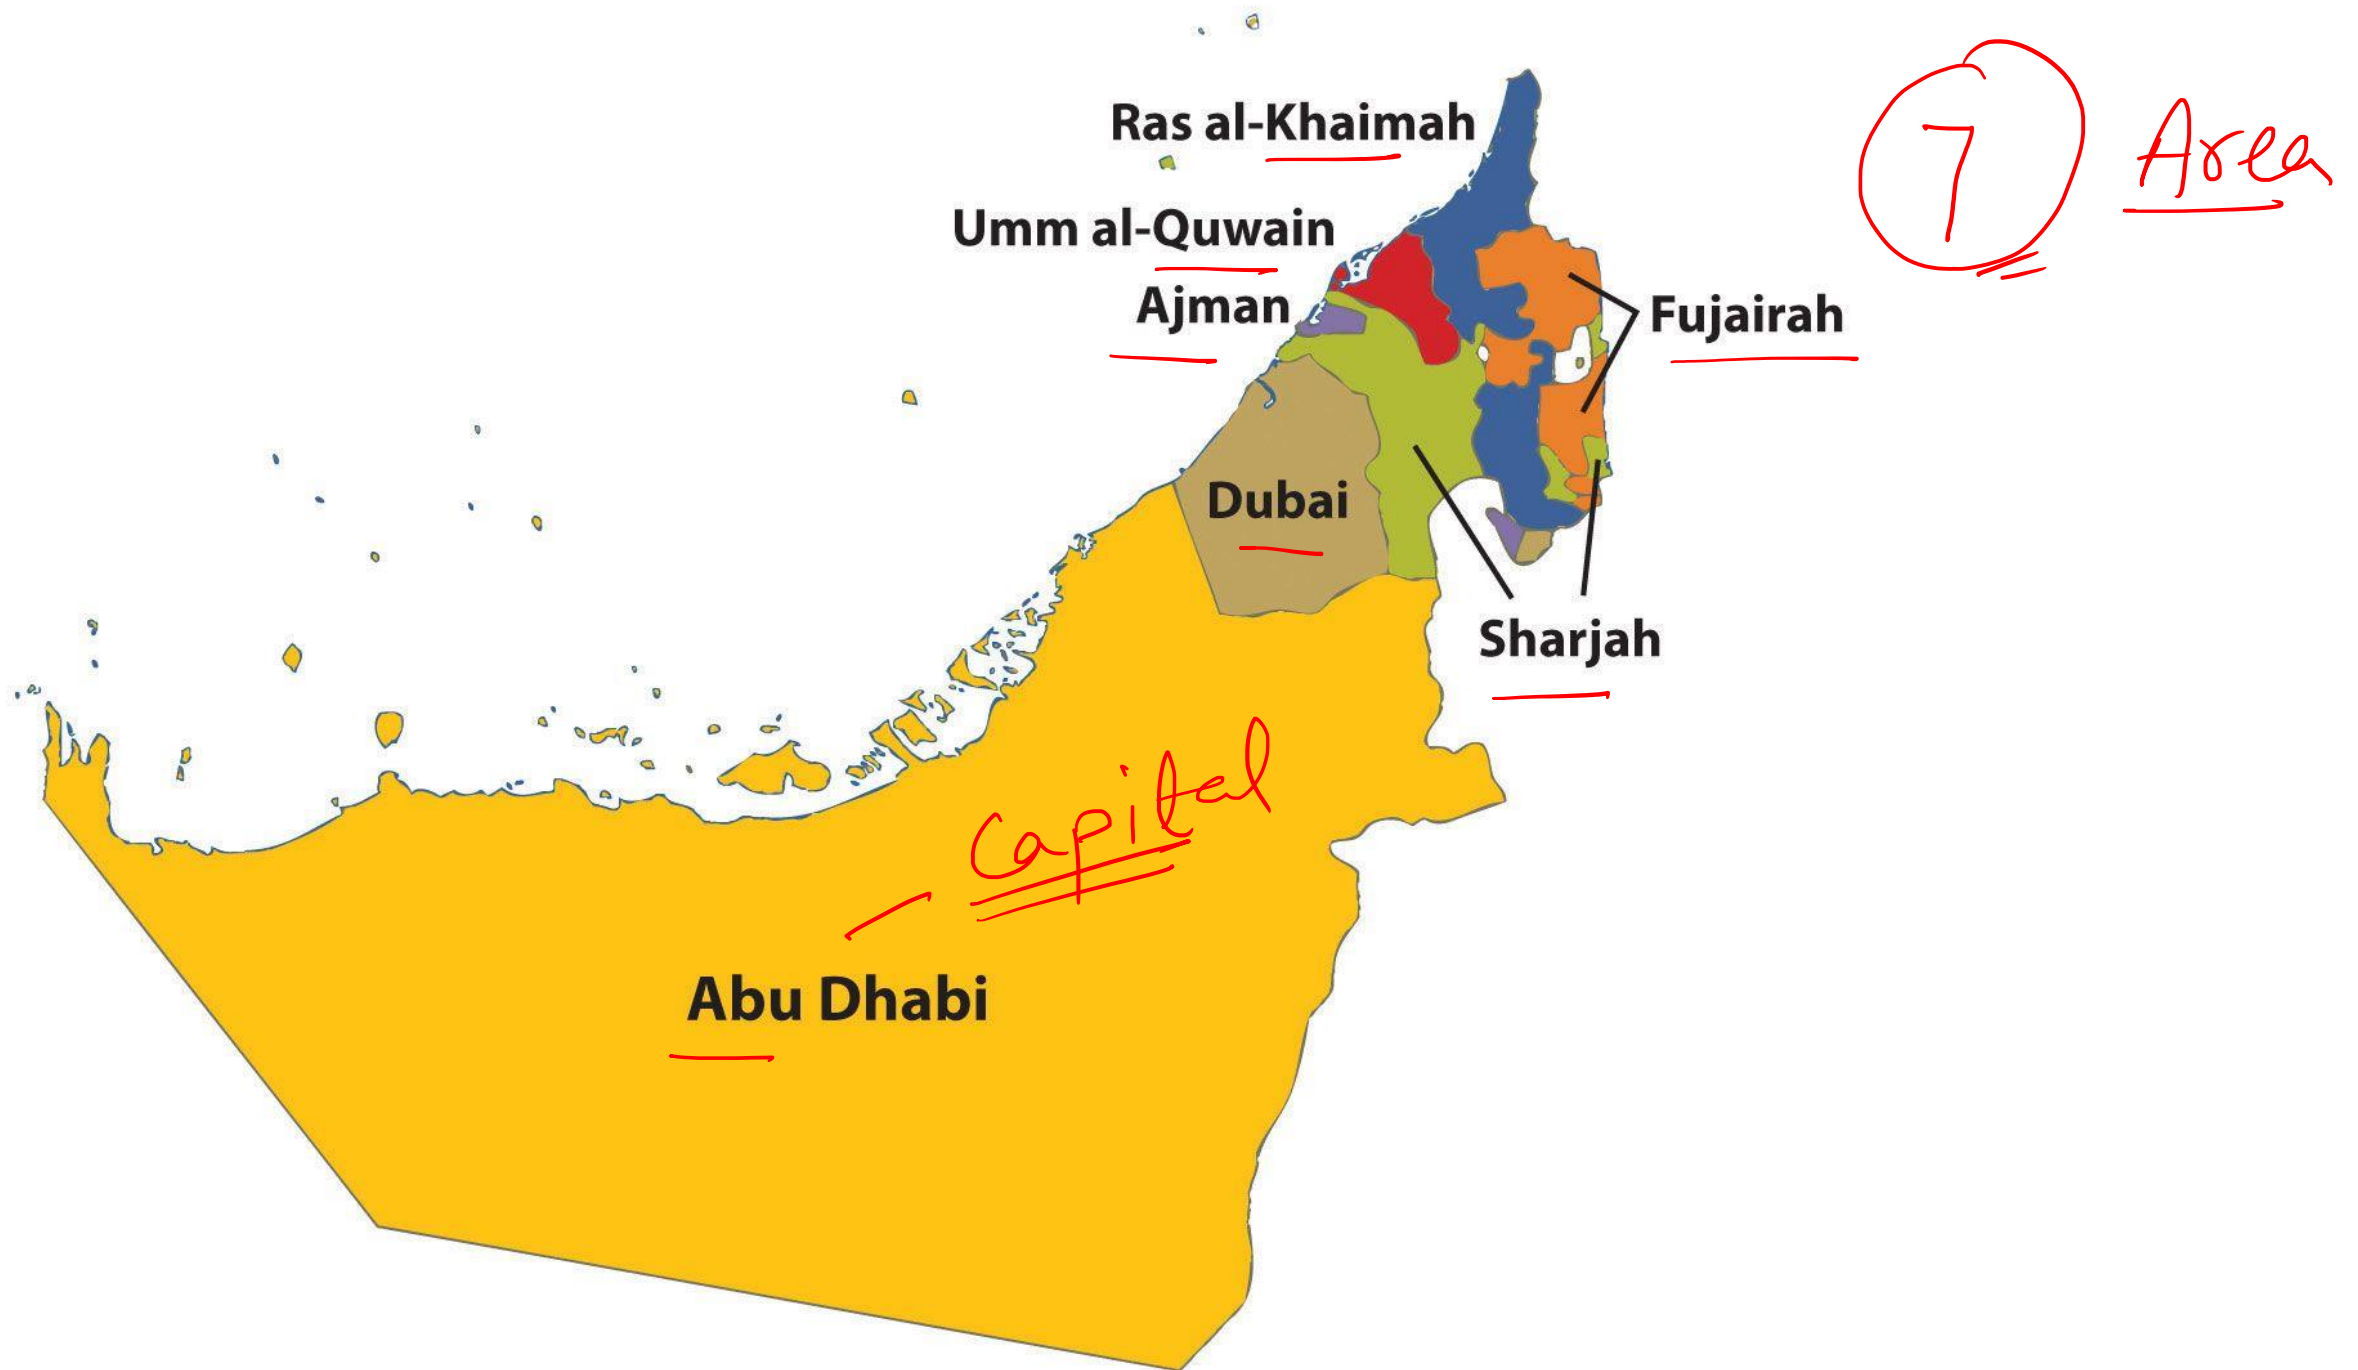 Ras al-Khaimah
7 Area
Umm al-Quwain
Ajman
Fujairah
Dubai
Sharjah
Capital
Abu Dhabi